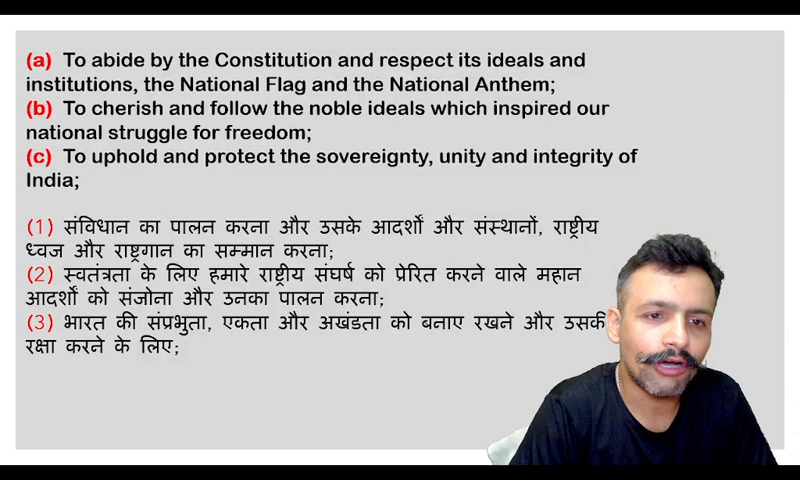 (a) To abide by the Constitution and respect its ideals and
institutions, the National Flag and the National Anthem;
(b) To cherish and follow the noble ideals which inspired our
national struggle for freedom;
(c) To uphold and protect the sovereignty, unity and integrity of
India;
(1) संविधान का पालन करना और उसके आदर्शों और संस्थानों, राष्ट्रीय
ध्वज और राष्ट्रगान का सम्मान करना;
(2) स्वतंत्रता के लिए हमारे राष्ट्रीय संघर्ष को प्रेरित करने वाले महान
आदर्शों को संजोना और उनका पालन करना;
(3) भारत की संप्रभुता, एकता और अखंडता को बनाए रखने और उसकी
रक्षा करने के लिए;